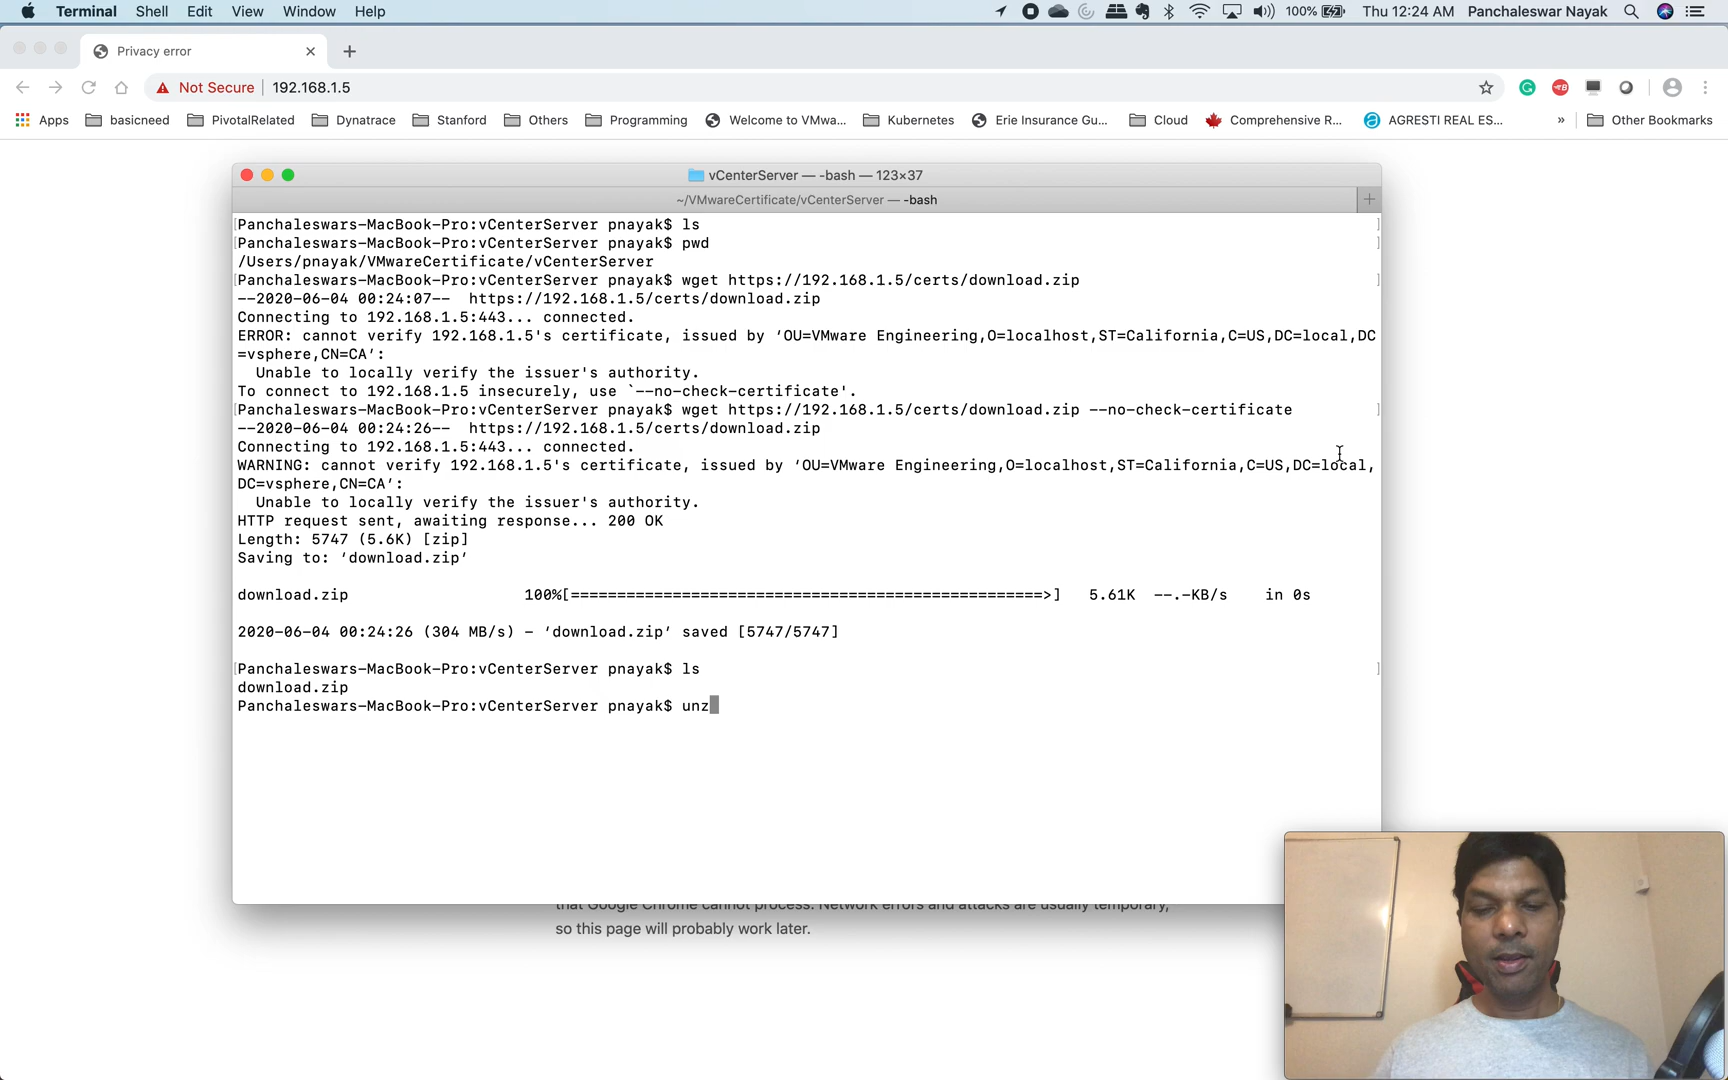 Terminal Shell Edit View Window Help 100% Thu 12:24 AM Panchaleswar Nayak
Privacy error
Not Secure 192.168.1.5
Apps basicneed PivotalRelated Dynatrace Stanford Others Programming Welcome to VMwa... Kubernetes Erie Insurance Gu... Cloud Comprehensive R... AGRESTI REAL ES... » Other Bookmarks
vCenterServer — -bash — 123×37
~/VMwareCertificate/vCenterServer — -bash
[Panchaleswars-MacBook-Pro:vCenterServer pnayak$ ls ]
[Panchaleswars-MacBook-Pro:vCenterServer pnayak$ pwd ]
/Users/pnayak/VMwareCertificate/vCenterServer
[Panchaleswars-MacBook-Pro:vCenterServer pnayak$ wget https://192.168.1.5/certs/download.zip ]
--2020-06-04 00:24:07-- https://192.168.1.5/certs/download.zip
Connecting to 192.168.1.5:443... connected.
ERROR: cannot verify 192.168.1.5's certificate, issued by ‘OU=VMware Engineering,O=localhost,ST=California,C=US,DC=local,DC
=vsphere,CN=CA’:
Unable to locally verify the issuer's authority.
To connect to 192.168.1.5 insecurely, use `--no-check-certificate'.
[Panchaleswars-MacBook-Pro:vCenterServer pnayak$ wget https://192.168.1.5/certs/download.zip --no-check-certificate ]
--2020-06-04 00:24:26-- https://192.168.1.5/certs/download.zip
Connecting to 192.168.1.5:443... connected.
WARNING: cannot verify 192.168.1.5's certificate, issued by ‘OU=VMware Engineering,O=localhost,ST=California,C=US,DC=local,
DC=vsphere,CN=CA’:
Unable to locally verify the issuer's authority.
HTTP request sent, awaiting response... 200 OK
Length: 5747 (5.6K) [zip]
Saving to: ‘download.zip’
download.zip 100%[===================================================>] 5.61K --.-KB/s in 0s
2020-06-04 00:24:26 (304 MB/s) - ‘download.zip’ saved [5747/5747]
[Panchaleswars-MacBook-Pro:vCenterServer pnayak$ ls ]
download.zip
Panchaleswars-MacBook-Pro:vCenterServer pnayak$ unz
that Google Chrome cannot process. Network errors and attacks are usually temporary,
so this page will probably work later.